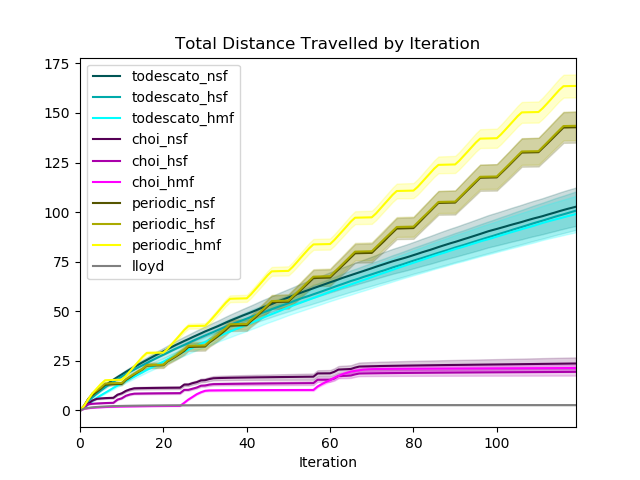 Total Distance Travelled by Iteration
175
150
125
100
75
50
25
0
todescato_nsf
todescato_hsf
todescato_hmf
choi_nsf
choi_hsf
choi_hmf
periodic_nsf
periodic_hsf
periodic_hmf
lloyd
0 20 40 60 80 100
Iteration